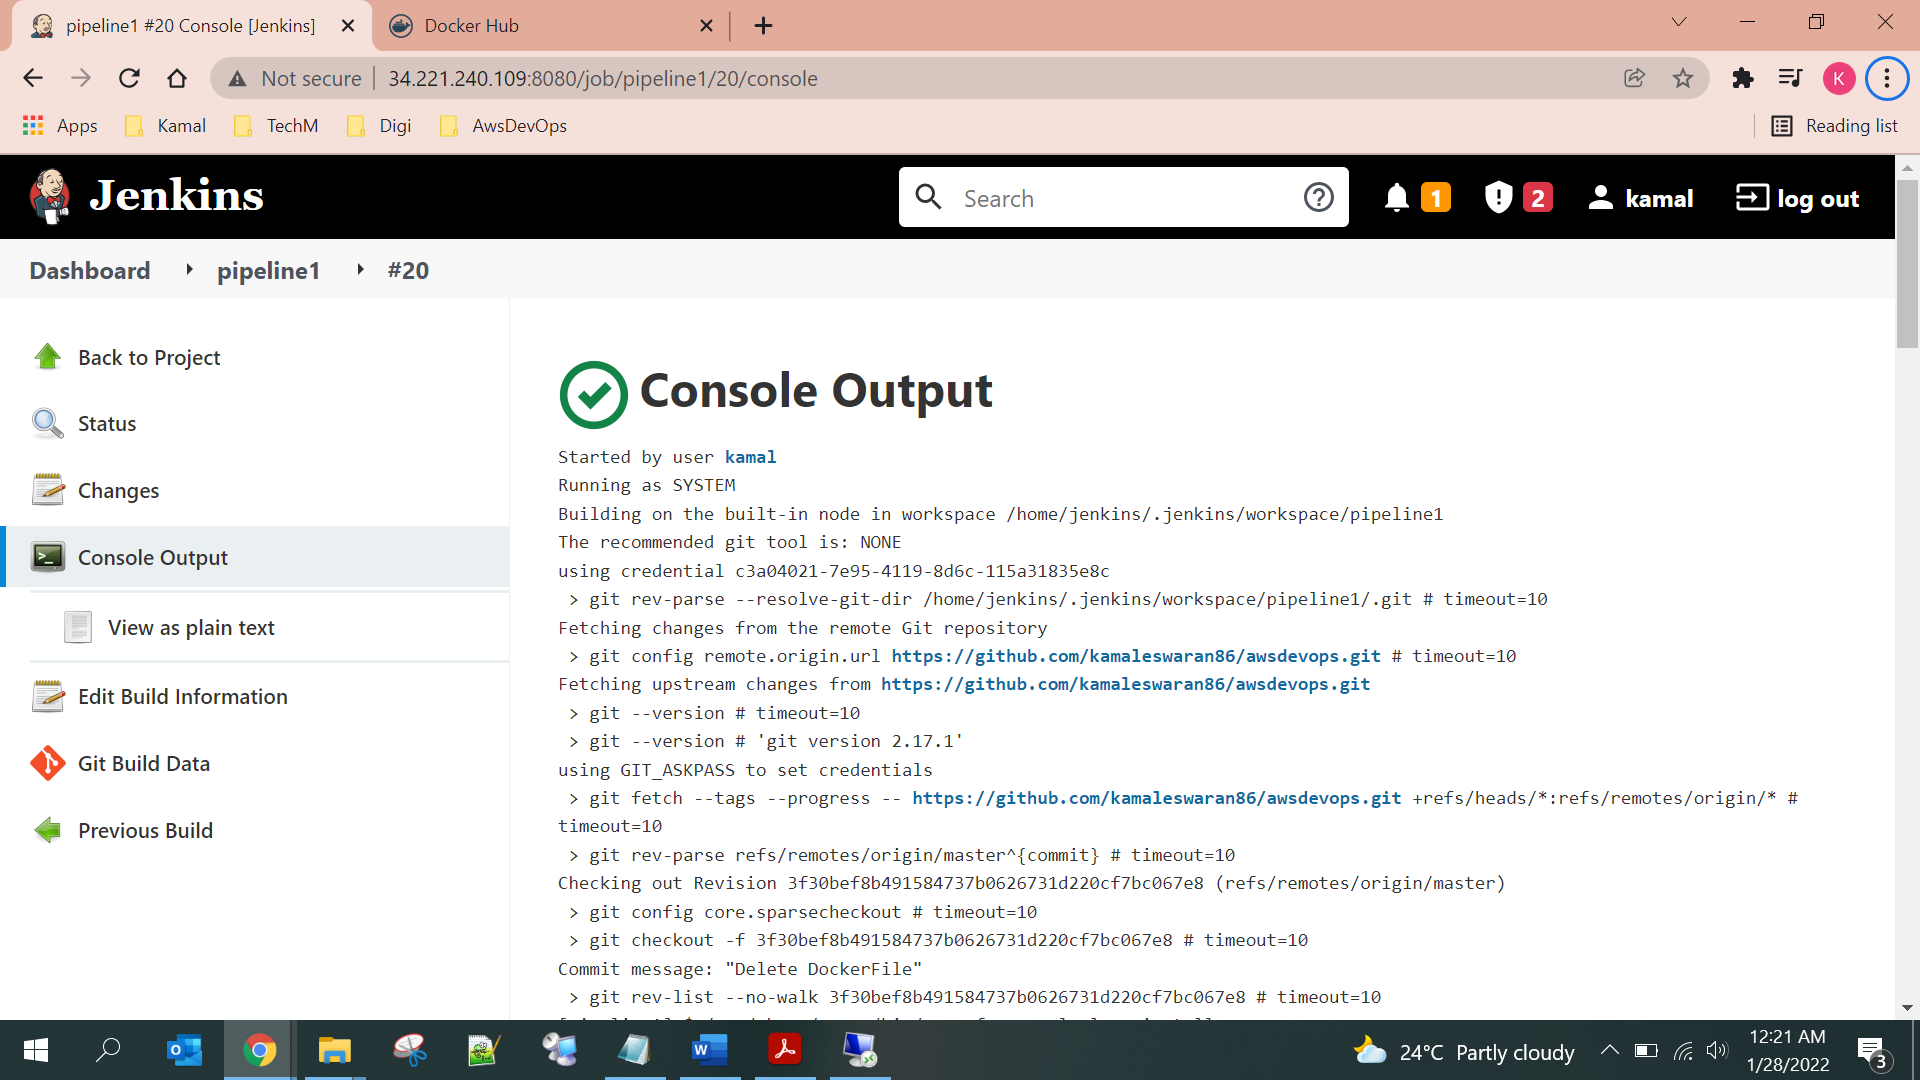 pipeline1 #20 Console [Jenkins]
Docker Hub
Not secure
34.221.240.109:8080/job/pipeline1/20/console
K
Apps
Kamal
TechM
Digi
AwsDevOps
Reading list
Jenkins
Search
1
2
kamal
log out
Dashboard
pipeline1
#20
Back to Project
Status
Changes
Console Output
View as plain text
Edit Build Information
Git Build Data
Previous Build
Console Output
Started by user kamal
Running as SYSTEM
Building on the built-in node in workspace /home/jenkins/.jenkins/workspace/pipeline1
The recommended git tool is: NONE
using credential c3a04021-7e95-4119-8d6c-115a31835e8c
> git rev-parse --resolve-git-dir /home/jenkins/.jenkins/workspace/pipeline1/.git # timeout=10
Fetching changes from the remote Git repository
> git config remote.origin.url https://github.com/kamaleswaran86/awsdevops.git # timeout=10
Fetching upstream changes from https://github.com/kamaleswaran86/awsdevops.git
> git --version # timeout=10
> git --version # 'git version 2.17.1'
using GIT_ASKPASS to set credentials
> git fetch --tags --progress -- https://github.com/kamaleswaran86/awsdevops.git +refs/heads/*:refs/remotes/origin/* #
timeout=10
> git rev-parse refs/remotes/origin/master^{commit} # timeout=10
Checking out Revision 3f30bef8b491584737b0626731d220cf7bc067e8 (refs/remotes/origin/master)
> git config core.sparsecheckout # timeout=10
> git checkout -f 3f30bef8b491584737b0626731d220cf7bc067e8 # timeout=10
Commit message: "Delete DockerFile"
> git rev-list --no-walk 3f30bef8b491584737b0626731d220cf7bc067e8 # timeout=10
24°C Partly cloudy
12:21 AM
1/28/2022
3